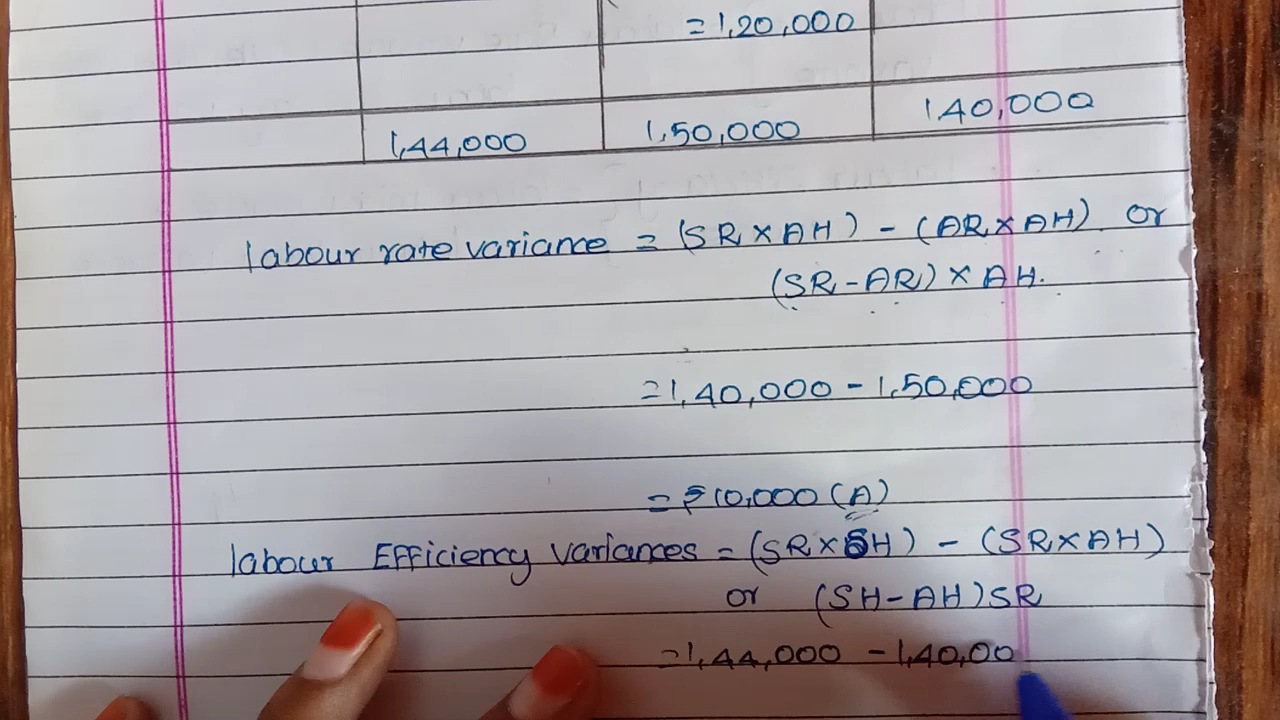 = 1,20,000
1,44,000 1,50,000 1,40,000
labour rate variance = (SR × AH) - (AR × AH) or
(SR - AR) × AH.
= 1,40,000 - 1,50,000
= ₹10,000 (A)
labour Efficiency variances = (SR × SH) - (SR × AH)
or (SH - AH) SR
= 1,44,000 - 1,40,00